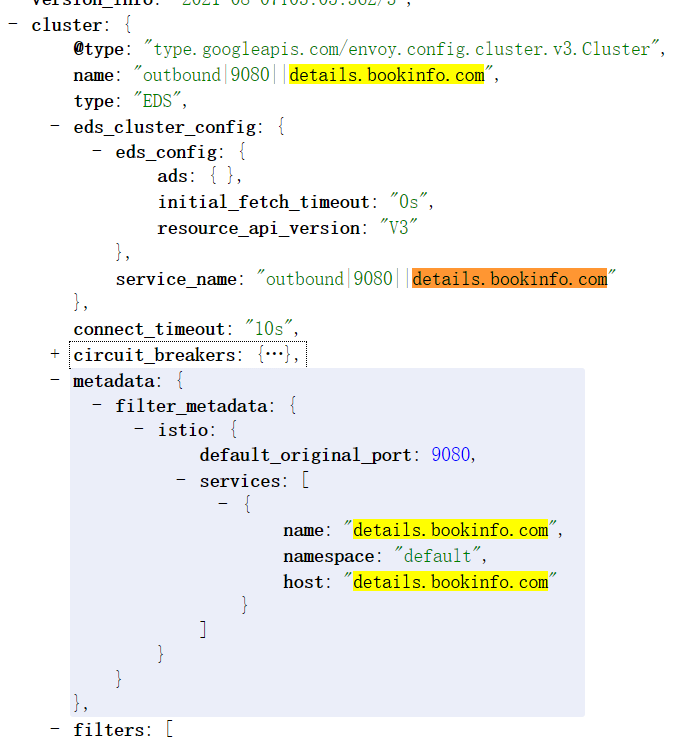 version_info: "2021-08-07T03:03:38Z/3",
- cluster: {
@type: "type.googleapis.com/envoy.config.cluster.v3.Cluster",
name: "outbound|9080||details.bookinfo.com",
type: "EDS",
- eds_cluster_config: {
- eds_config: {
ads: { },
initial_fetch_timeout: "0s",
resource_api_version: "V3"
},
service_name: "outbound|9080||details.bookinfo.com"
},
connect_timeout: "10s",
+ circuit_breakers: {⋯},
- metadata: {
- filter_metadata: {
- istio: {
default_original_port: 9080,
- services: [
- {
name: "details.bookinfo.com",
namespace: "default",
host: "details.bookinfo.com"
}
]
}
}
},
- filters: [